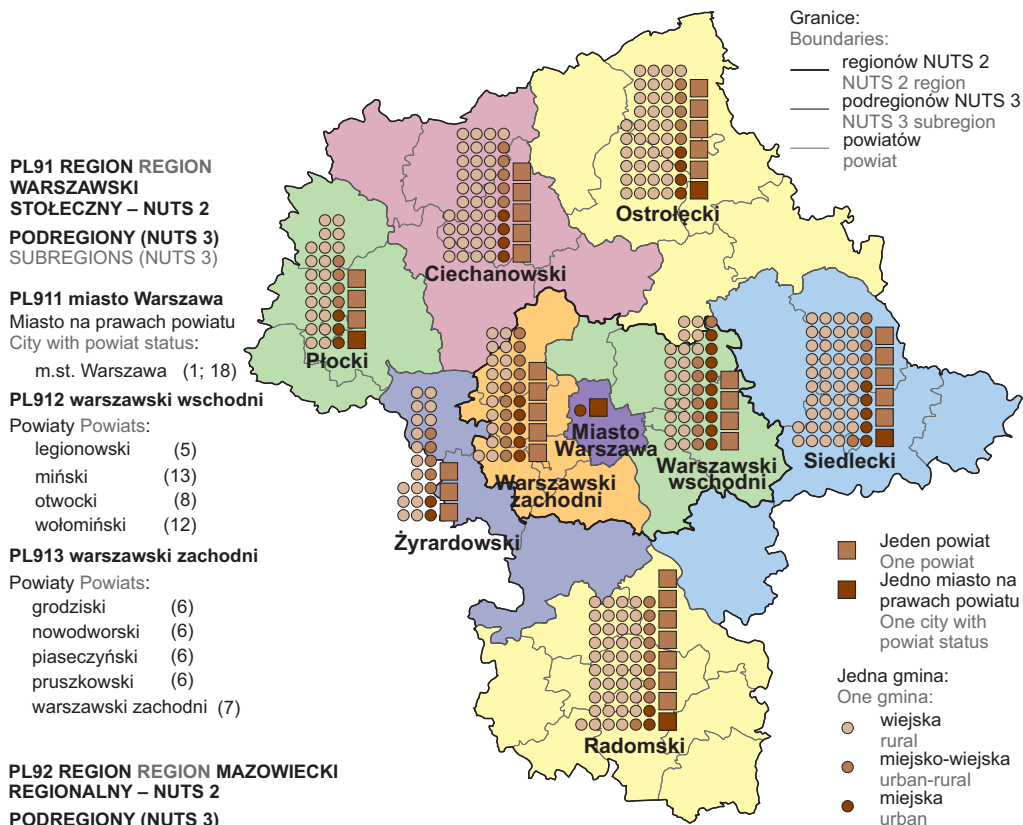 PL91 REGION REGION
WARSZAWSKI
STOŁECZNY – NUTS 2
PODREGIONY (NUTS 3)
SUBREGIONS (NUTS 3)
PL911 miasto Warszawa
Miasto na prawach powiatu
City with powiat status:
m.st. Warszawa (1; 18)
PL912 warszawski wschodni
Powiaty Powiats:
legionowski (5)
miński (13)
otwocki (8)
wołomiński (12)
PL913 warszawski zachodni
Powiaty Powiats:
grodziski (6)
nowodworski (6)
piaseczyński (6)
pruszkowski (6)
warszawski zachodni (7)
PL92 REGION REGION MAZOWIECKI
REGIONALNY – NUTS 2
PODREGIONY (NUTS 3)
Ostrołęcki
Ciechanowski
Płocki
Miasto
Warszawa
Warszawski
wschodni
Siedlecki
Warszawski
zachodni
Żyrardowski
Radomski
Granice:
Boundaries:
regionów NUTS 2
NUTS 2 region
podregionów NUTS 3
NUTS 3 subregion
powiatów
powiat
Jeden powiat
One powiat
Jedno miasto na
prawach powiatu
One city with
powiat status
Jedna gmina:
One gmina:
wiejska
rural
miejsko-wiejska
urban-rural
miejska
urban